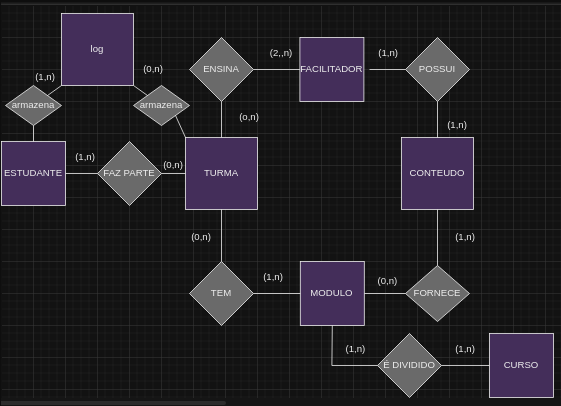 log
ENSINA
(2,,n)
FACILITADOR
(1,n)
POSSUI
(1,n)
(0,n)
armazena
armazena
(o,n)
(1,n)
ESTUDANTE
(1,n)
FAZ PARTE
(0,n)
TURMA
CONTEUDO
(0,n)
(1,n)
TEM
(1,n)
MODULO
(0,n)
FORNECE
(1,n)
É DIVIDIDO
(1,n)
CURSO